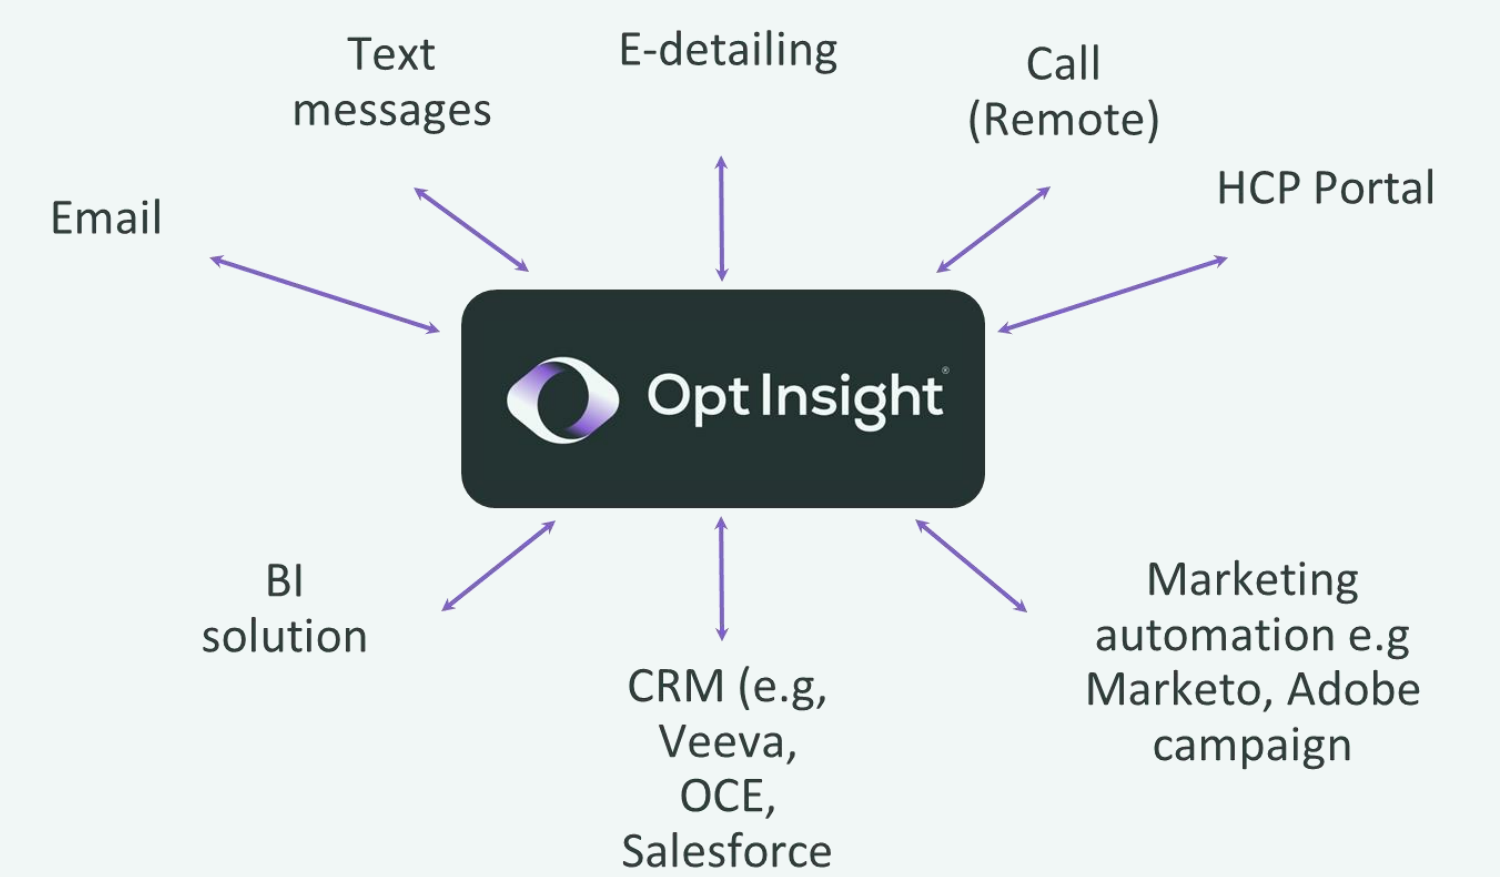 Text
messages
E-detailing
Call
(Remote)
Email
HCP Portal
Opt Insight®
BI
solution
CRM (e.g,
Veeva,
OCE,
Salesforce
Marketing
automation e.g
Marketo, Adobe
campaign